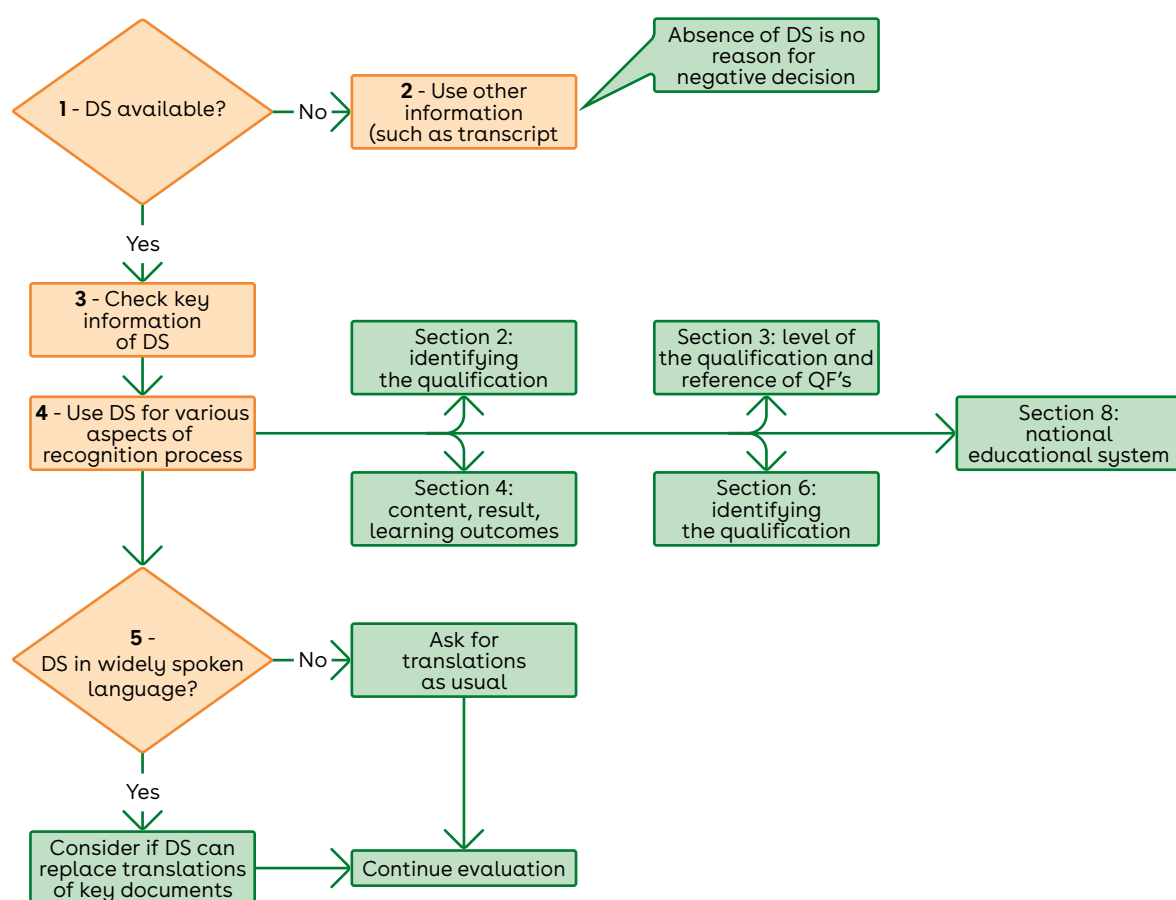 1 - DS available?
No
2 - Use other
information
(such as transcript
Absence of DS is no
reason for
negative decision
Yes
3 - Check key
information
of DS
4 - Use DS for various
aspects of
recognition process
Section 2:
identifying
the qualification
Section 3: level of
the qualification and
reference of QF's
Section 8:
national
educational system
Section 4:
content, result,
learning outcomes
Section 6:
identifying
the qualification
5 -
DS in widely spoken
language?
No
Ask for
translations
as usual
Yes
Consider if DS can
replace translations
of key documents
Continue evaluation